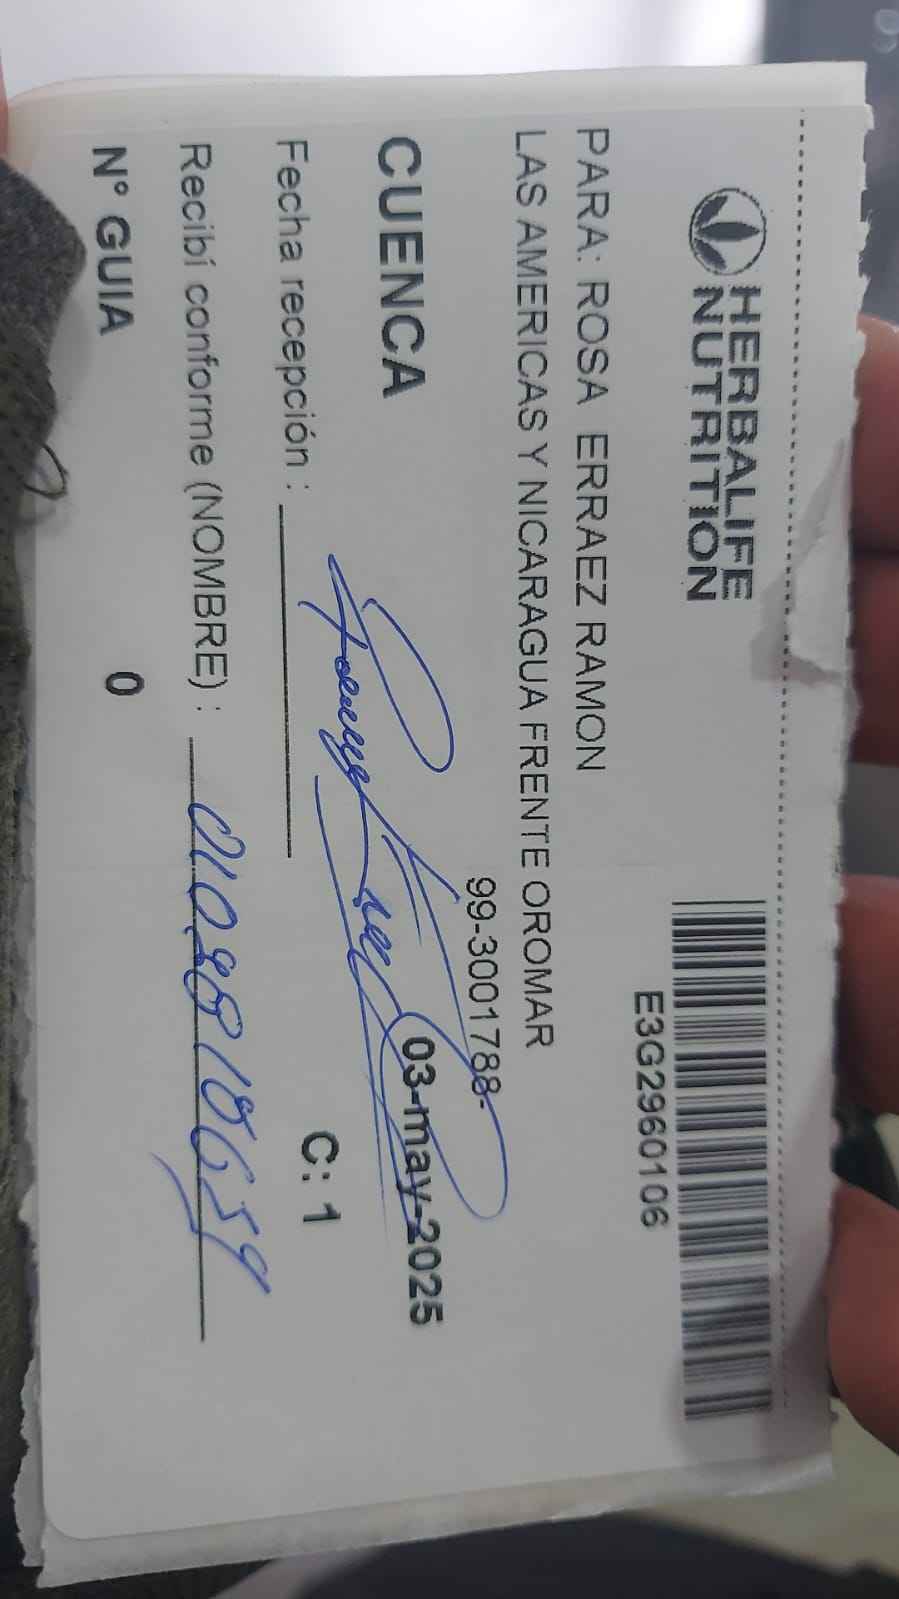 HERBALIFE
NUTRITION
E3G2960106
PARA: ROSA ERRAEZ RAMON
LAS AMERICAS Y NICARAGUA FRENTE OROMAR
99-3001788-
CUENCA 03-may-2025
Fecha recepción : C: 1
Recibí conforme (NOMBRE) :
N° GUIA 0